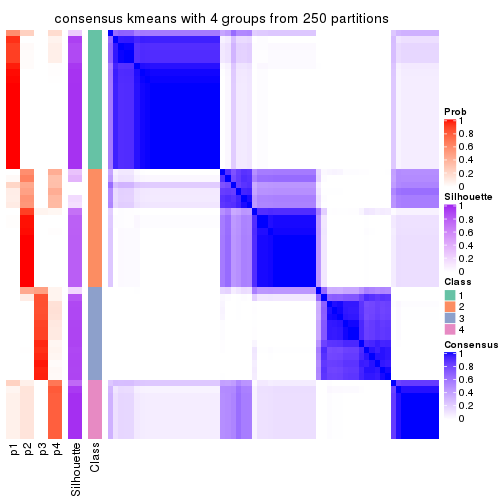 consensus kmeans with 4 groups from 250 partitions
Prob
1
0.8
0.6
0.4
0.2
0
Silhouette
1
0.8
0.6
0.4
0.2
0
Class
1
2
3
4
Consensus
1
0.8
0.6
0.4
0.2
0
p1
p2
p3
p4
Silhouette
Class